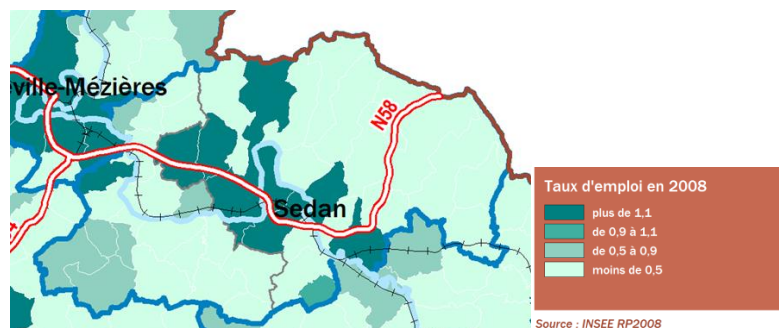 eville-Mézières
N58
Sedan
Taux d'emploi en 2008
plus de 1,1
de 0,9 à 1,1
de 0,5 à 0,9
moins de 0,5
Source : INSEE RP2008